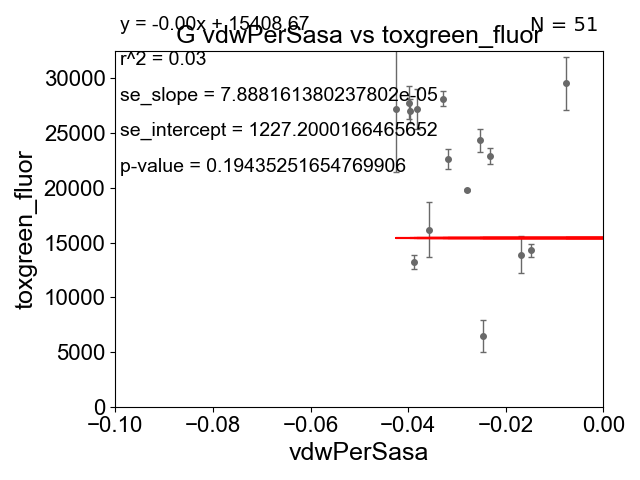 y = -0.00x + 15408.67
N = 51
G vdwPerSasa vs toxgreen_fluor
r^2 = 0.03
se_slope = 7.888161380237802e-05
se_intercept = 1227.2000166465652
p-value = 0.19435251654769906
30000
25000
20000
15000
10000
5000
0
toxgreen_fluor
−0.10
−0.08
−0.06
−0.04
−0.02
0.00
vdwPerSasa